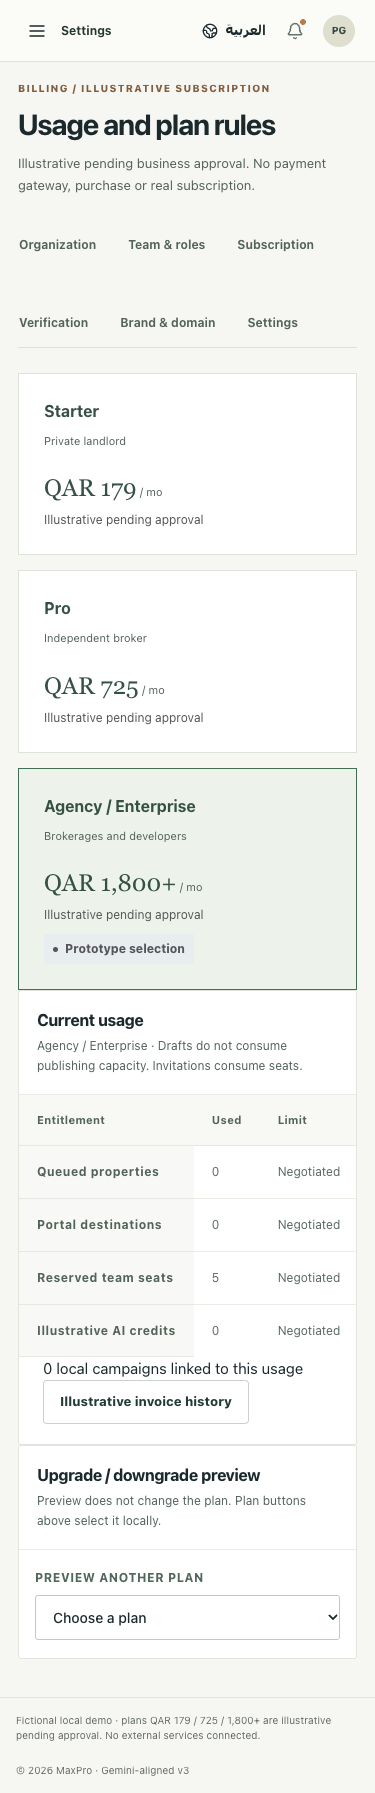 Settings
العربية
PG
BILLING / ILLUSTRATIVE SUBSCRIPTION
Usage and plan rules
Illustrative pending business approval. No payment
gateway, purchase or real subscription.
Organization Team & roles Subscription
Verification Brand & domain Settings
Starter
Private landlord
QAR 179 / mo
Illustrative pending approval
Pro
Independent broker
QAR 725 / mo
Illustrative pending approval
Agency / Enterprise
Brokerages and developers
QAR 1,800+ / mo
Illustrative pending approval
Prototype selection
Current usage
Agency / Enterprise · Drafts do not consume
publishing capacity. Invitations consume seats.
Entitlement Used Limit
Queued properties 0 Negotiated
Portal destinations 0 Negotiated
Reserved team seats 5 Negotiated
Illustrative AI credits 0 Negotiated
0 local campaigns linked to this usage
Illustrative invoice history
Upgrade / downgrade preview
Preview does not change the plan. Plan buttons
above select it locally.
PREVIEW ANOTHER PLAN
Choose a plan
Fictional local demo · plans QAR 179 / 725 / 1,800+ are illustrative
pending approval. No external services connected.
© 2026 MaxPro · Gemini-aligned v3